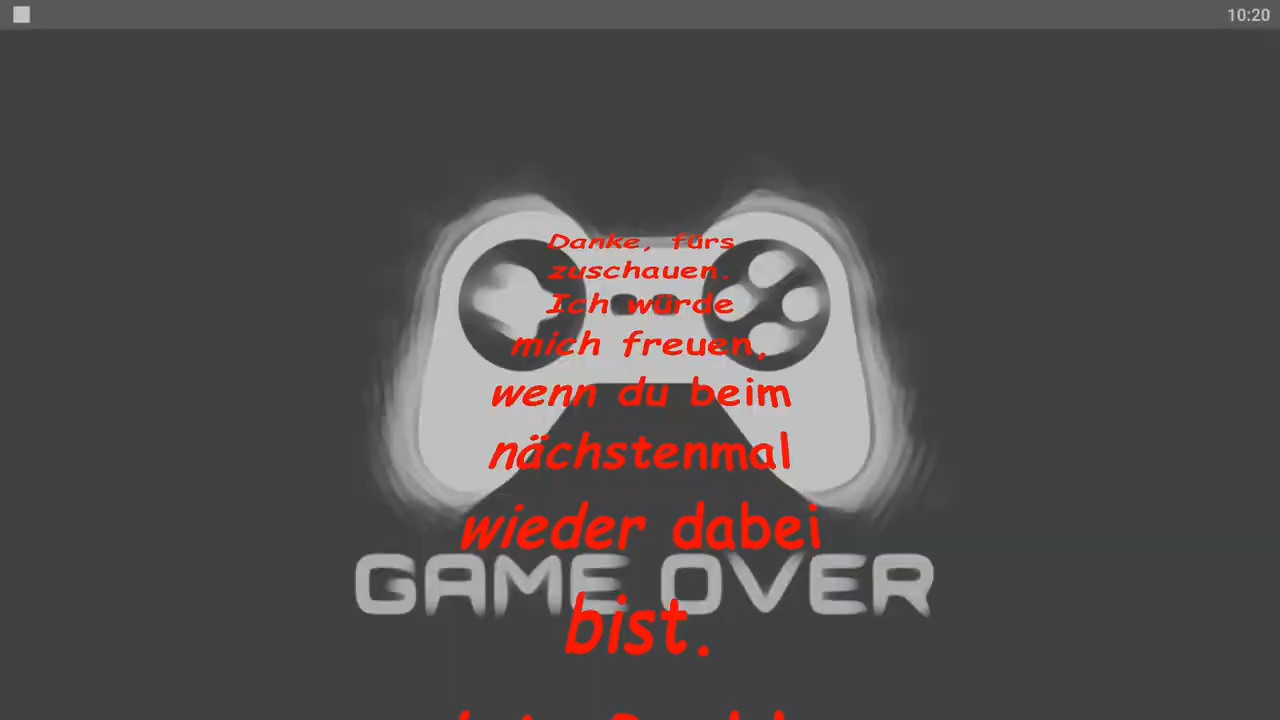 10:20
Danke, fürs
zuschauen.
Ich würde
mich freuen,
wenn du beim
nächstenmal
wieder dabei
GAME OVER
bist.